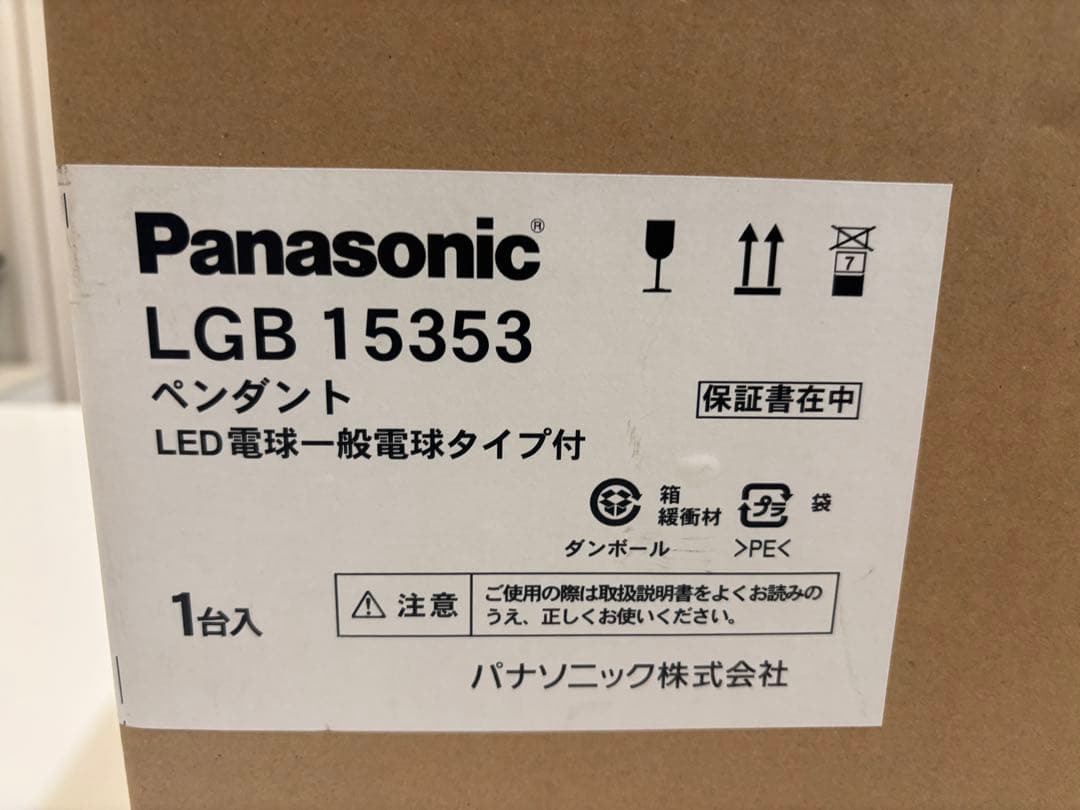 Panasonic®
LGB 15353
ペンダント
LED電球一般電球タイプ付
7
保証書在中
箱
緩衝材
ダンボール
プラ
袋
>PE<
1台入
注意
ご使用の際は取扱説明書をよくお読みの
うえ、正しくお使いください。
パナソニック株式会社